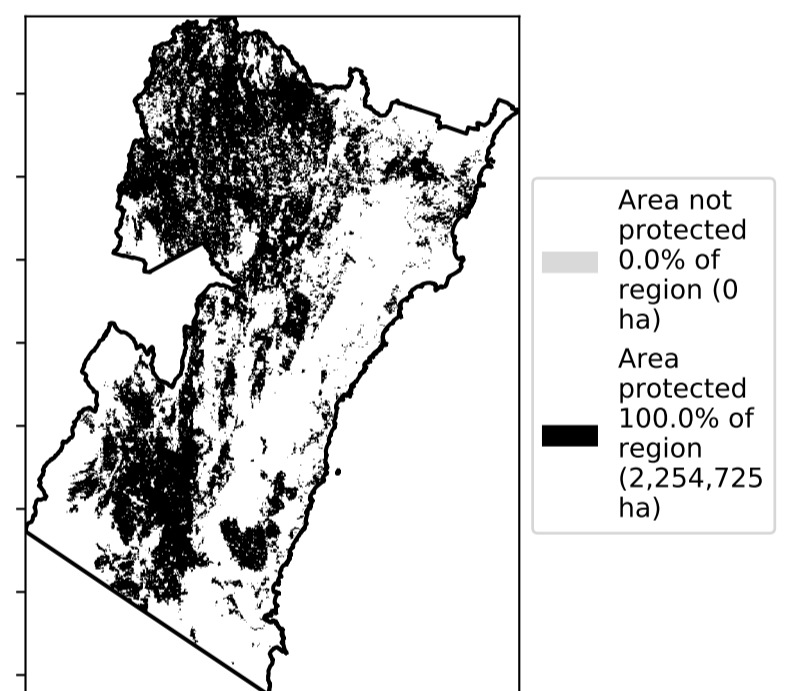 Area not
protected
0.0% of
region (0
ha)
Area
protected
100.0% of
region
(2,254,725
ha)